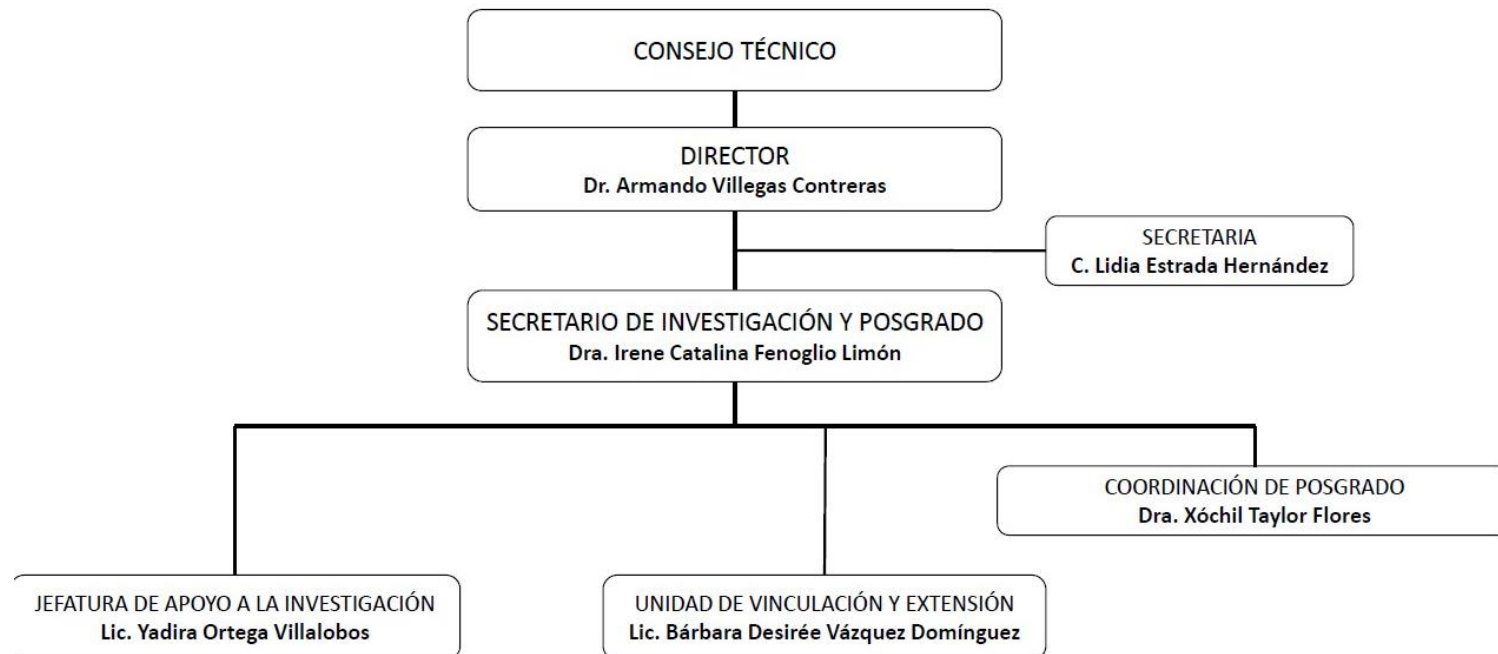 CONSEJO TÉCNICO
DIRECTOR
Dr. Armando Villegas Contreras
SECRETARIA
C. Lidia Estrada Hernández
SECRETARIO DE INVESTIGACIÓN Y POSGRADO
Dra. Irene Catalina Fenoglio Limón
COORDINACIÓN DE POSGRADO
Dra. Xóchil Taylor Flores
JEFATURA DE APOYO A LA INVESTIGACIÓN
Lic. Yadira Ortega Villalobos
UNIDAD DE VINCULACIÓN Y EXTENSIÓN
Lic. Bárbara Desirée Vázquez Domínguez